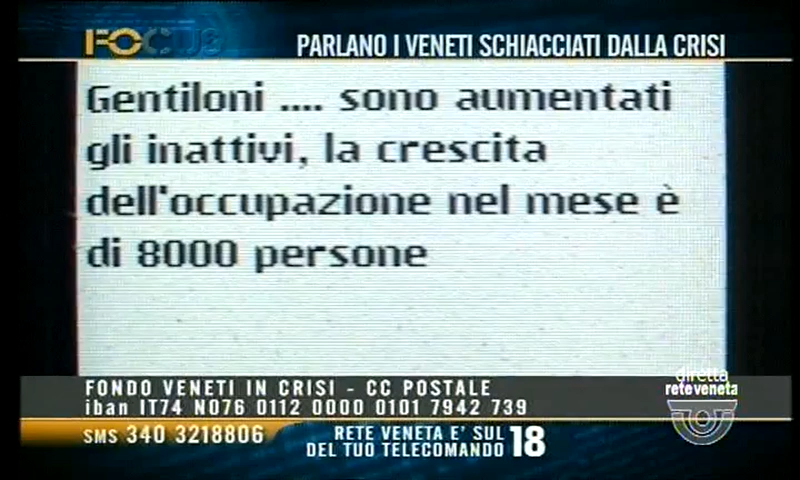 FOCUS
PARLANO I VENETI SCHIACCIATI DALLA CRISI
Gentiloni .... sono aumentati
gli inattivi, la crescita
dell'occupazione nel mese è
di 8000 persone
FONDO VENETI IN CRISI - CC POSTALE
iban IT74 N076 0112 0000 0101 7942 739
diretta
reteveneta
SMS 340 3218806
RETE VENETA E' SUL
DEL TUO TELECOMANDO 18